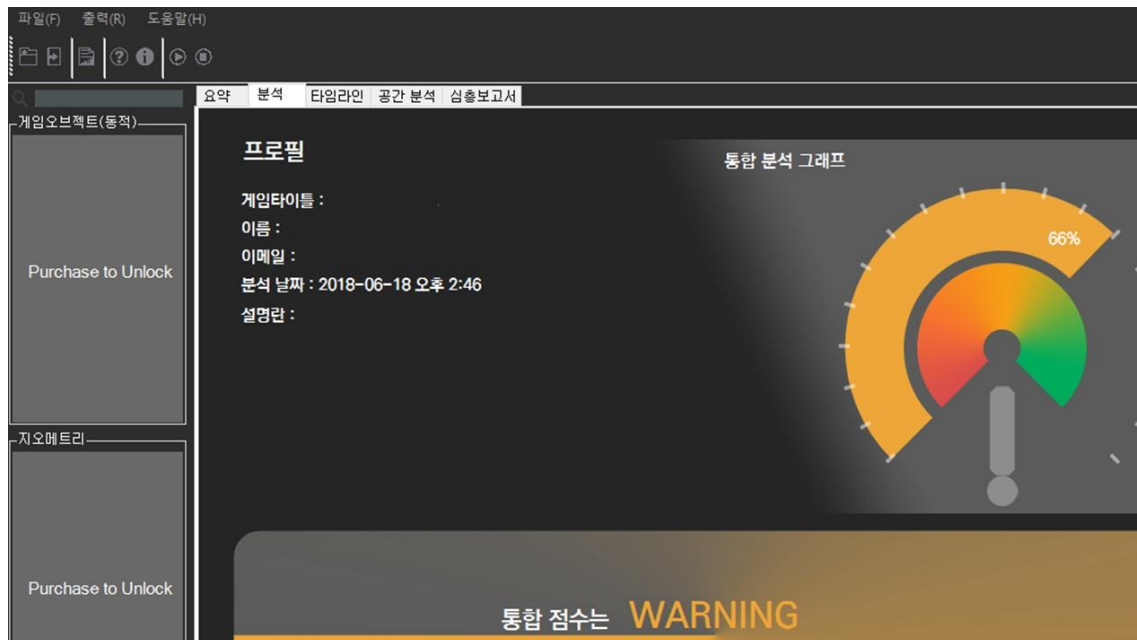 파일(F) 출력(R) 도움말(H)
요약 분석 타임라인 공간 분석 심층보고서
게임오브젝트(동적)
Purchase to Unlock
지오메트리
Purchase to Unlock
프로필
게임타이틀 :
이름 :
이메일 :
분석 날짜 : 2018-06-18 오후 2:46
설명란 :
통합 분석 그래프
66%
통합 점수는 WARNING